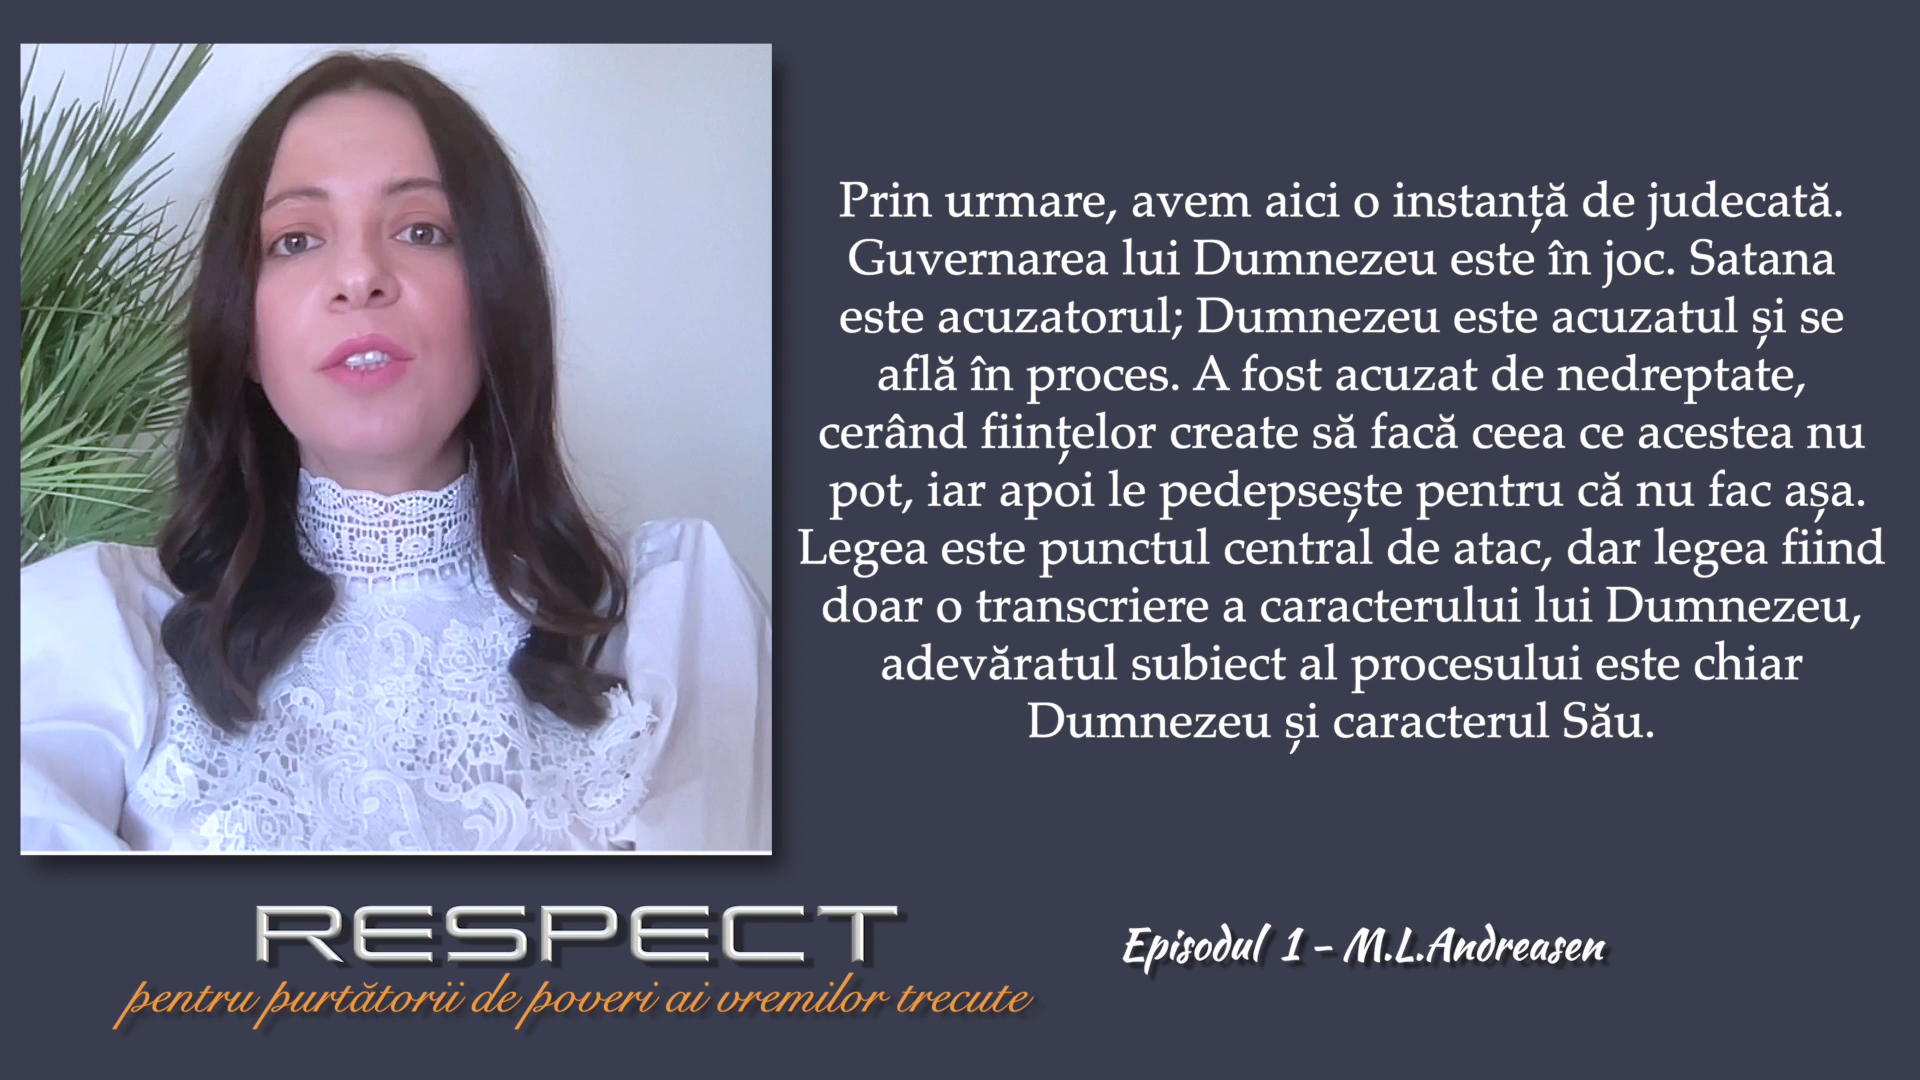 Prin urmare, avem aici o instanță de judecată.
Guvernarea lui Dumnezeu este în joc. Satana
este acuzatorul; Dumnezeu este acuzatul și se
află în proces. A fost acuzat de nedreptate,
cerând ființelor create să facă ceea ce acestea nu
pot, iar apoi le pedepsește pentru că nu fac așa.
Legea este punctul central de atac, dar legea fiind
doar o transcriere a caracterului lui Dumnezeu,
adevăratul subiect al procesului este chiar
Dumnezeu și caracterul Său.
RESPECT
pentru purtătorii de poveri ai vremilor trecute
Episodul 1 - M.L.Andreasen